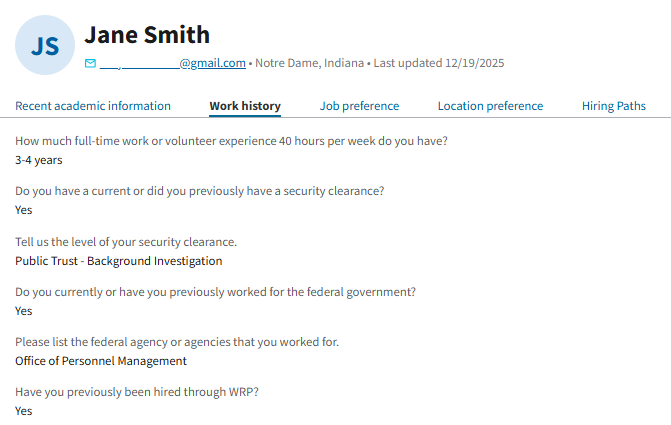 JS
Jane Smith
@gmail.com • Notre Dame, Indiana • Last updated 12/19/2025
Recent academic information Work history Job preference Location preference Hiring Paths
How much full-time work or volunteer experience 40 hours per week do you have?
3-4 years
Do you have a current or did you previously have a security clearance?
Yes
Tell us the level of your security clearance.
Public Trust - Background Investigation
Do you currently or have you previously worked for the federal government?
Yes
Please list the federal agency or agencies that you worked for.
Office of Personnel Management
Have you previously been hired through WRP?
Yes